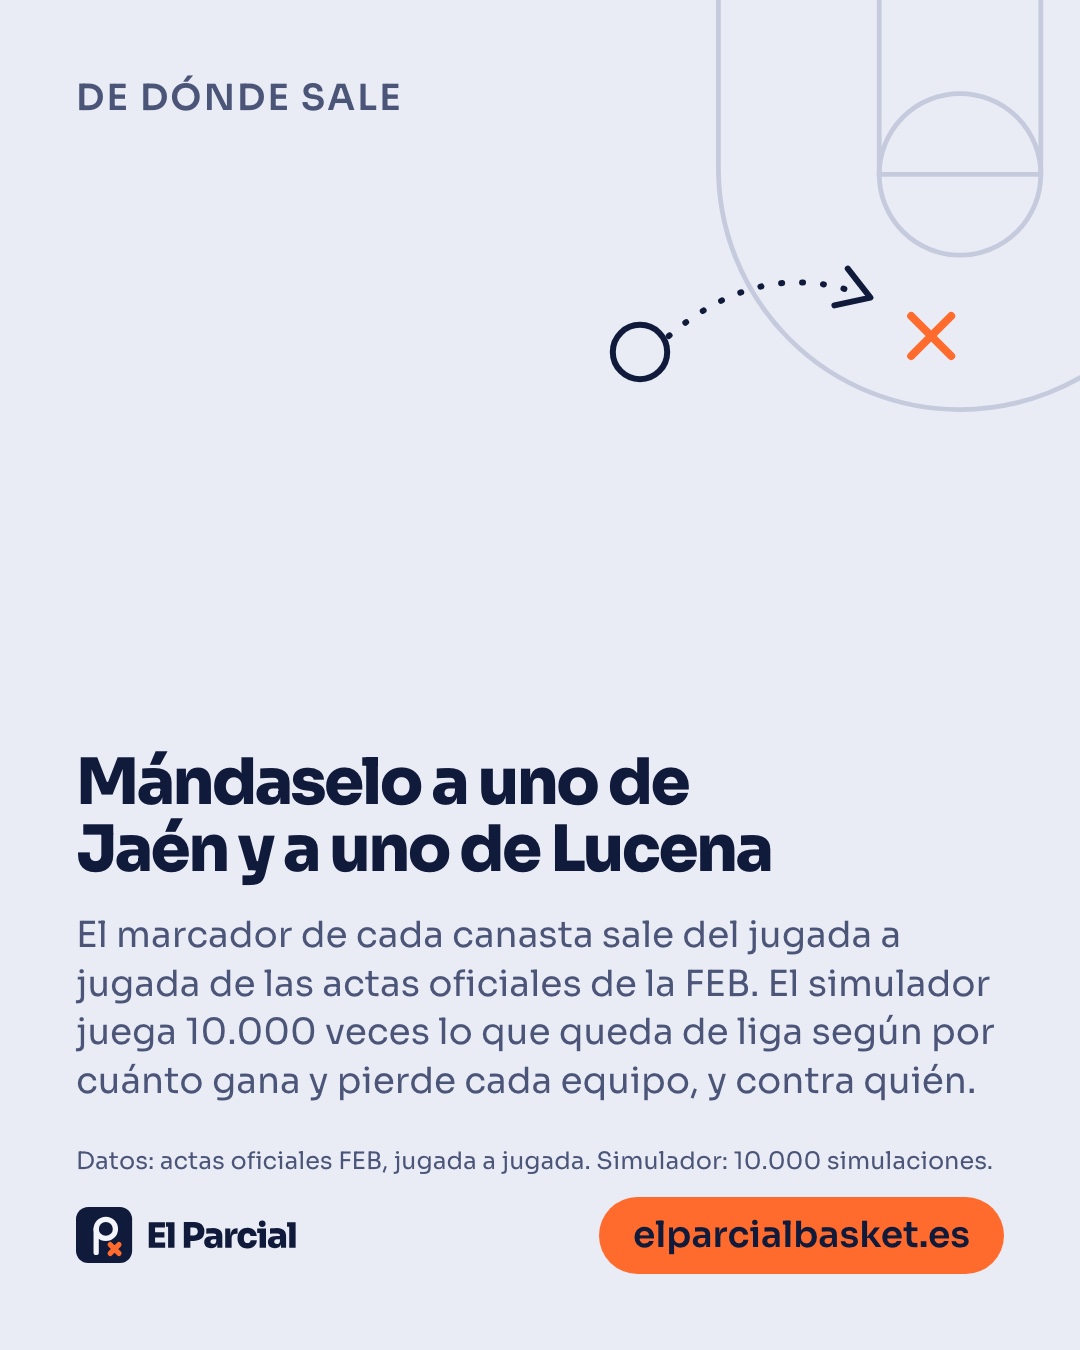 DE DÓNDE SALE
Mándaselo a uno de
Jaén y a uno de Lucena
El marcador de cada canasta sale del jugada a
jugada de las actas oficiales de la FEB. El simulador
juega 10.000 veces lo que queda de liga según por
cuánto gana y pierde cada equipo, y contra quién.
Datos: actas oficiales FEB, jugada a jugada. Simulador: 10.000 simulaciones.
El Parcial
elparcialbasket.es